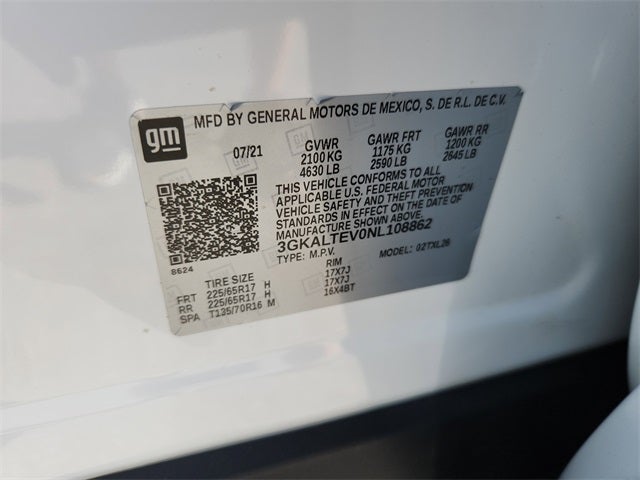 MFD BY GENERAL MOTORS DE MEXICO, S. DE R.L. DE C.V.
gm
07/21 GVWR GAWR FRT GAWR RR
2100 KG 1175 KG 1200 KG
4630 LB 2590 LB 2645 LB
THIS VEHICLE CONFORMS TO ALL
APPLICABLE U.S. FEDERAL MOTOR
VEHICLE SAFETY AND THEFT PREVENTION
STANDARDS IN EFFECT ON THE DATE OF
MANUFACTURE SHOWN ABOVE.
3GKALTEV0NL108862
TYPE: M.P.V. MODEL: 02TXL26
8624
TIRE SIZE RIM
FRT 225/65R17 H 17X7J
RR 225/65R17 H 17X7J
SPA T135/70R16 M 16X4BT